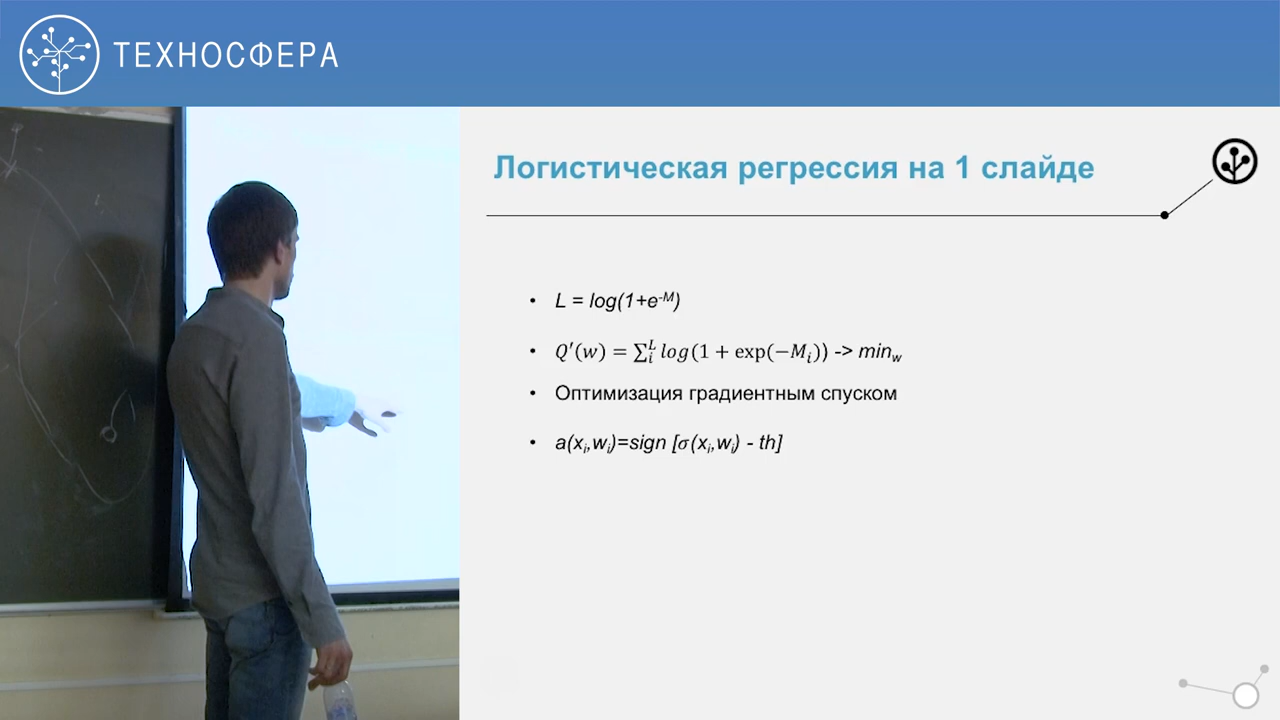 ТЕХНОСФЕРА
Логистическая регрессия на 1 слайде
• L = log(1+e^-M)
• Q′(w) = ∑ᵢᴸ log(1 + exp(−Mᵢ)) -> min_w
• Оптимизация градиентным спуском
• a(xᵢ,wᵢ)=sign [σ(xᵢ,wᵢ) - th]